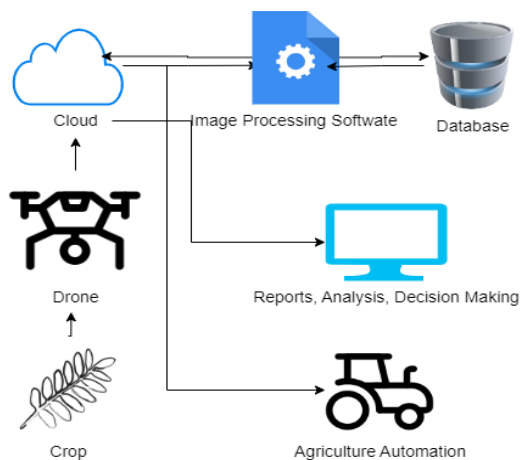 Cloud
Image Processing Softwate
Database
Drone
Reports, Analysis, Decision Making
Crop
Agriculture Automation